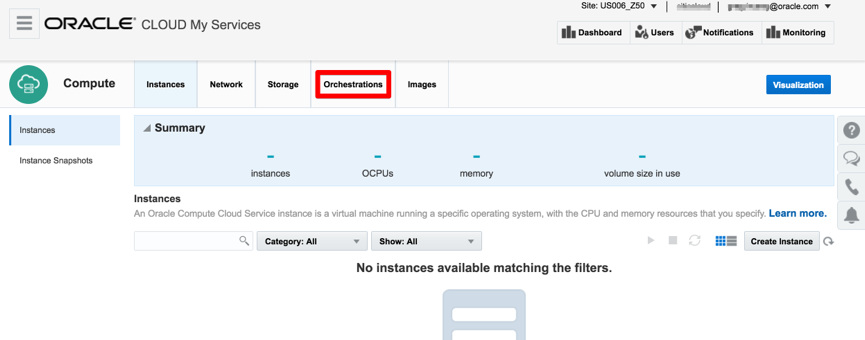 Site: US006_Z50 @oracle.com
ORACLE CLOUD My Services
Dashboard Users Notifications Monitoring
Compute Instances Network Storage Orchestrations Images Visualization
Instances
Instance Snapshots
Summary
instances OCPUs memory volume size in use
Instances
An Oracle Compute Cloud Service instance is a virtual machine running a specific operating system, with the CPU and memory resources that you specify. Learn more.
Category: All Show: All Create Instance
No instances available matching the filters.